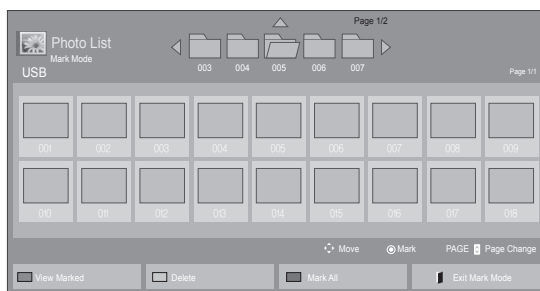 Page 1/2
Photo List
Mark Mode
USB
003 004 005 006 007
Page 1/1
001 002 003 004 005 006 007 008 009
010 011 012 013 014 015 016 017 018
Move Mark PAGE Page Change
View Marked Delete Mark All Exit Mark Mode